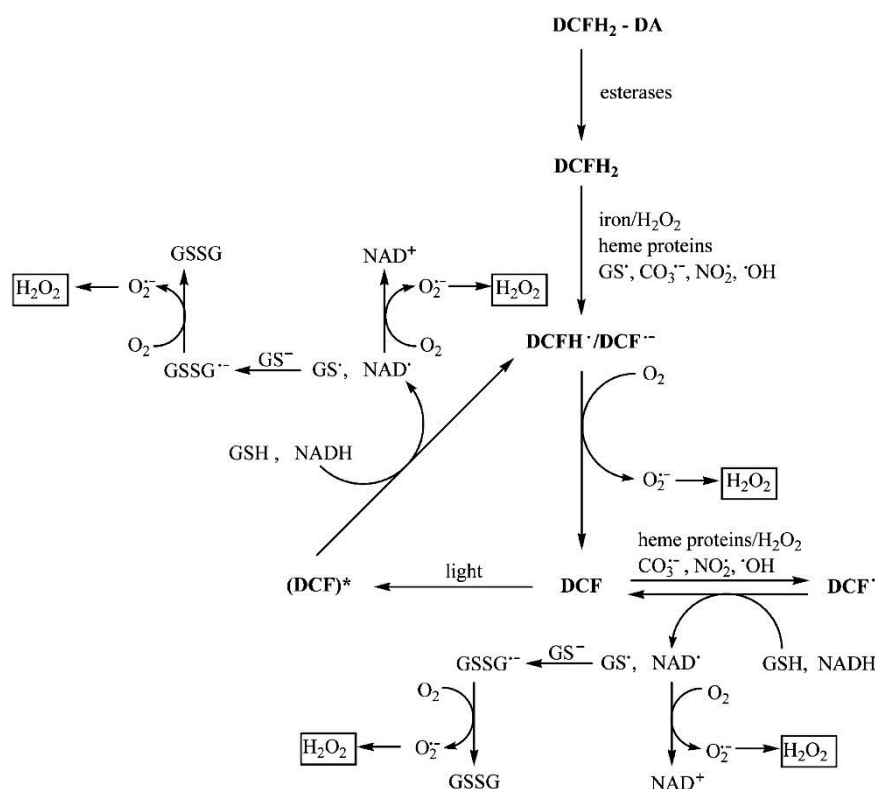 DCFH₂ - DA
esterases
DCFH₂
iron/H₂O₂
heme proteins
GS˙, CO₃˙⁻, NO₂˙, ˙OH
GSSG
NAD⁺
H₂O₂
O₂˙⁻
O₂˙⁻
H₂O₂
O₂
O₂
DCFH˙/DCF˙⁻
GSSG˙⁻
GS⁻
GS˙, NAD˙
O₂
GSH , NADH
O₂˙⁻
H₂O₂
heme proteins/H₂O₂
CO₃˙⁻, NO₂˙, ˙OH
light
(DCF)*
DCF
DCF˙
GSSG˙⁻
GS⁻
GS˙, NAD˙
GSH, NADH
O₂
O₂
H₂O₂
O₂˙⁻
O₂˙⁻
H₂O₂
GSSG
NAD⁺